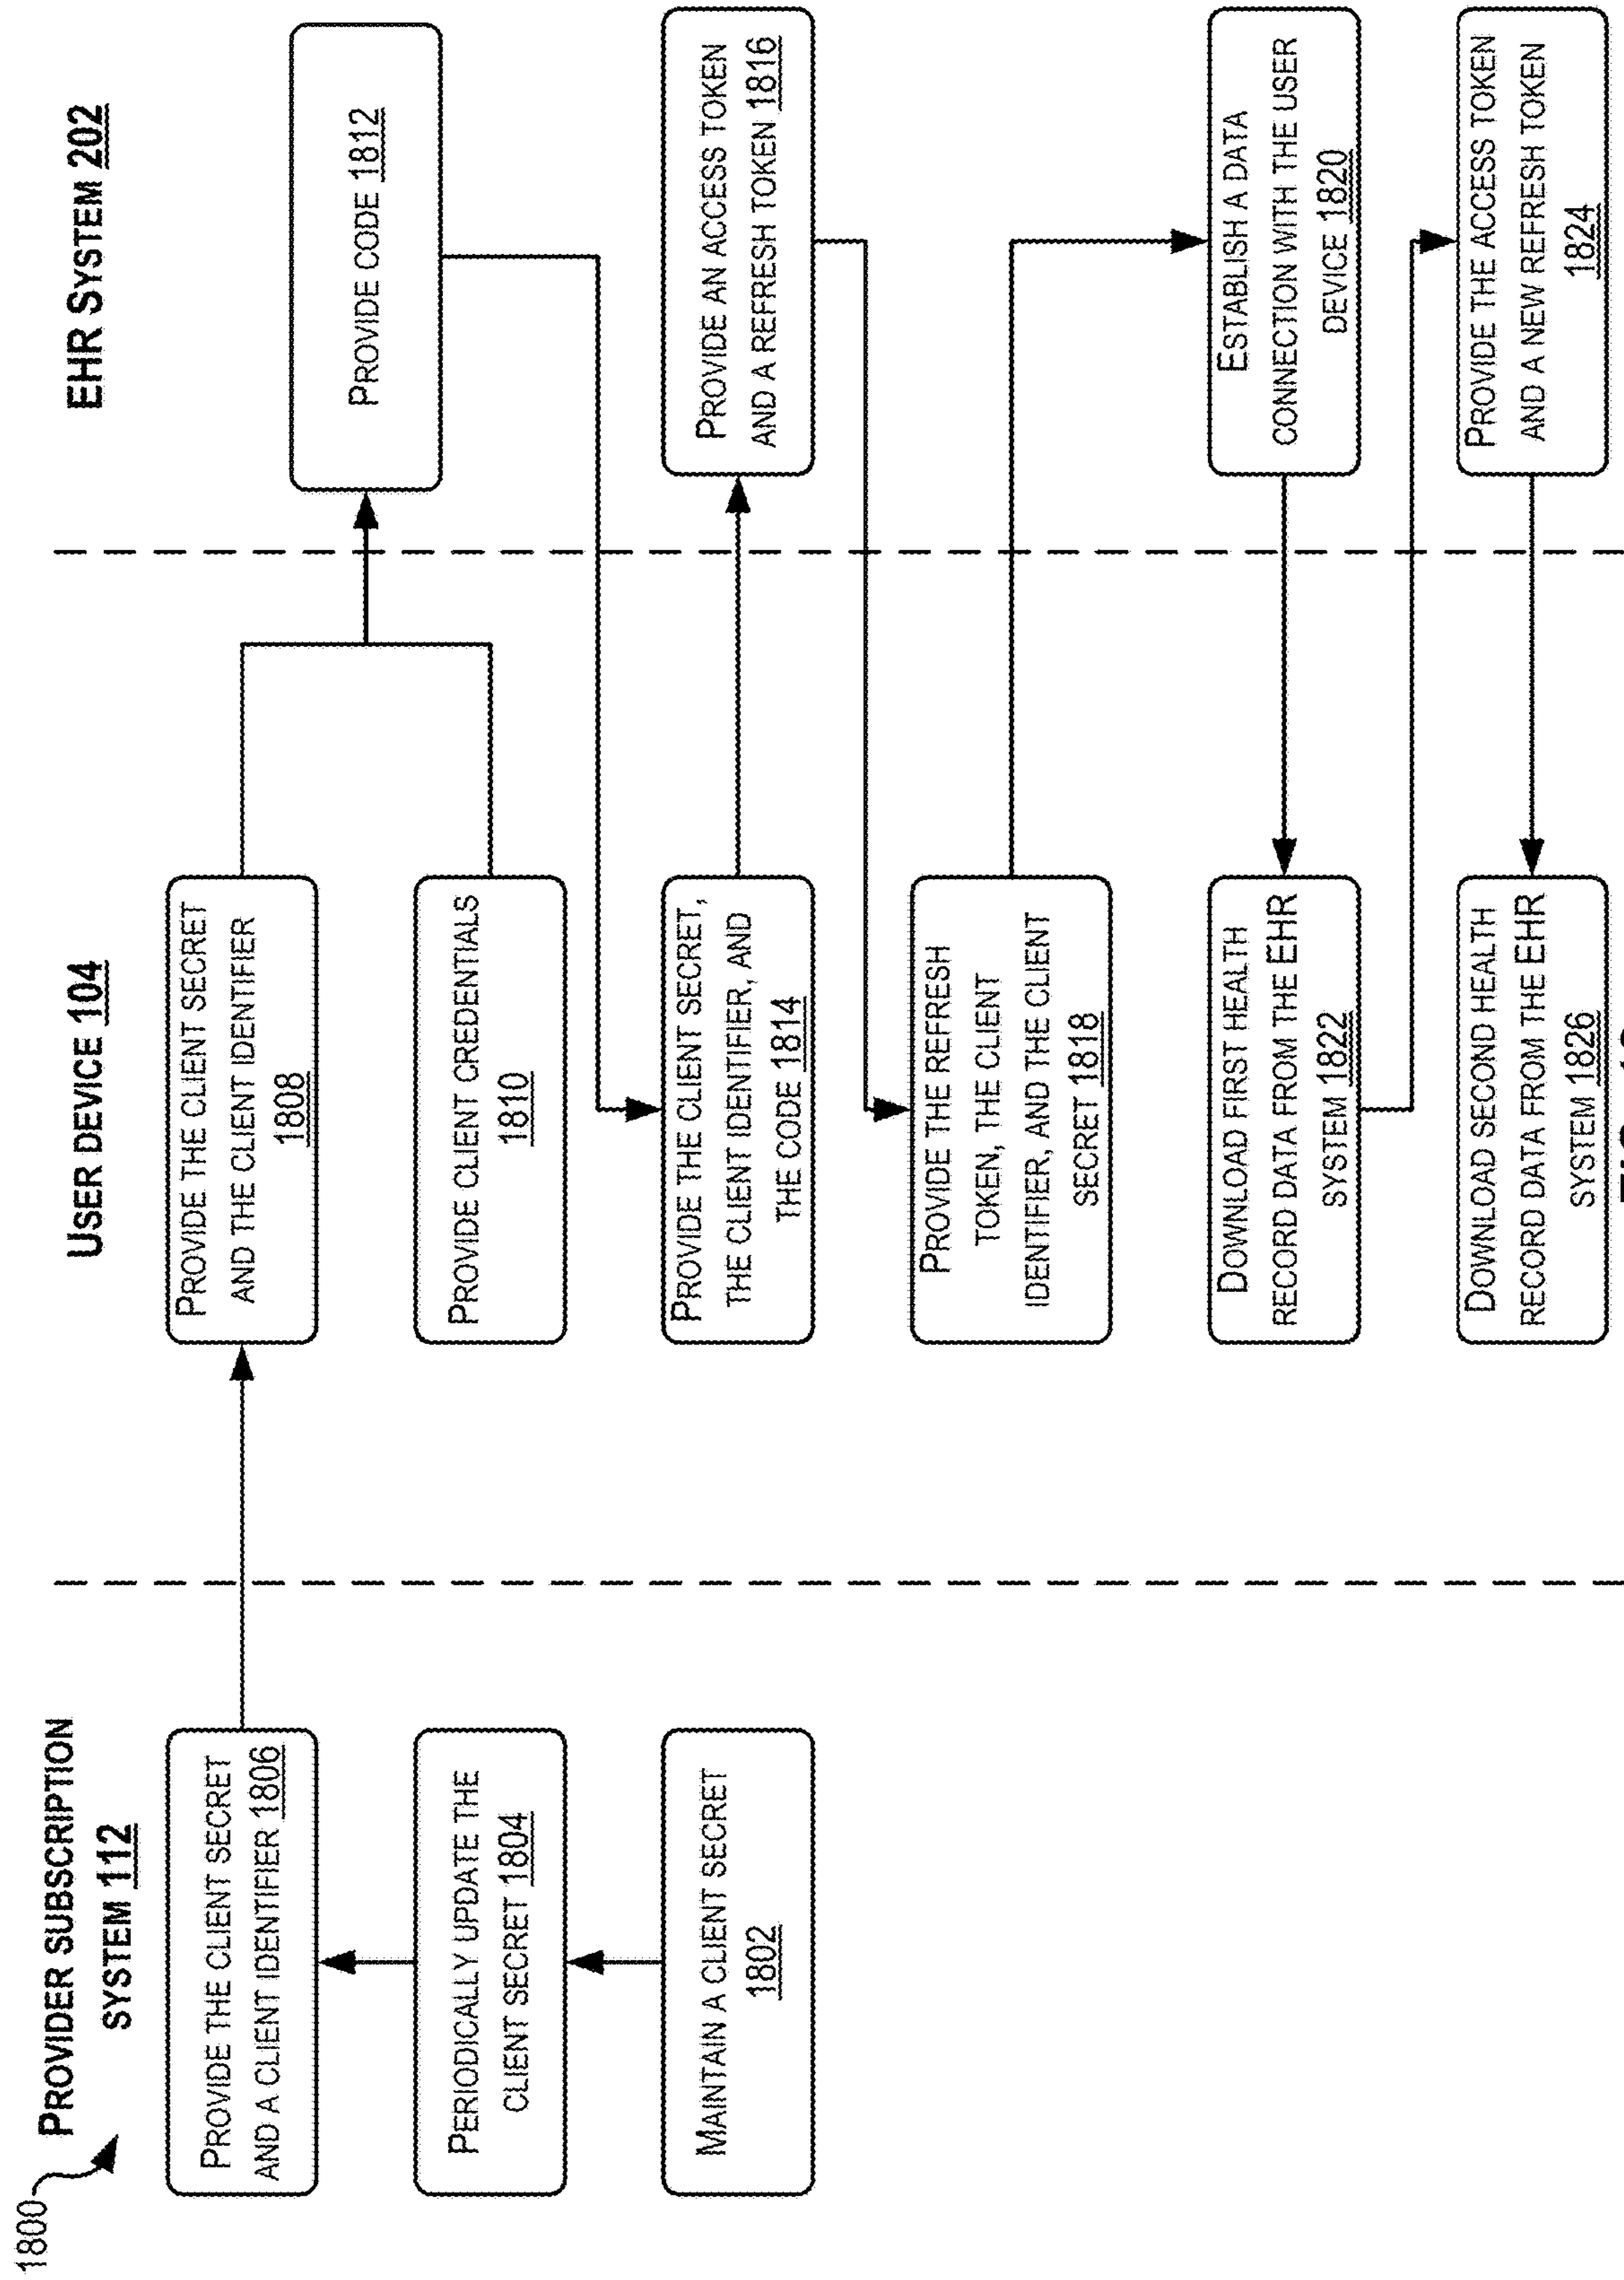 1800
PROVIDER SUBSCRIPTION
SYSTEM 112
PROVIDE THE CLIENT SECRET
AND A CLIENT IDENTIFIER 1806
PERIODICALLY UPDATE THE
CLIENT SECRET 1804
MAINTAIN A CLIENT SECRET
1802
USER DEVICE 104
PROVIDE THE CLIENT SECRET
AND THE CLIENT IDENTIFIER
1808
PROVIDE CLIENT CREDENTIALS
1810
PROVIDE THE CLIENT SECRET,
THE CLIENT IDENTIFIER, AND
THE CODE 1814
PROVIDE THE REFRESH
TOKEN, THE CLIENT
IDENTIFIER, AND THE CLIENT
SECRET 1818
DOWNLOAD FIRST HEALTH
RECORD DATA FROM THE EHR
SYSTEM 1822
DOWNLOAD SECOND HEALTH
RECORD DATA FROM THE EHR
SYSTEM 1826
EHR SYSTEM 202
PROVIDE CODE 1812
PROVIDE AN ACCESS TOKEN
AND A REFRESH TOKEN 1816
ESTABLISH A DATA
CONNECTION WITH THE USER
DEVICE 1820
PROVIDE THE ACCESS TOKEN
AND A NEW REFRESH TOKEN
1824